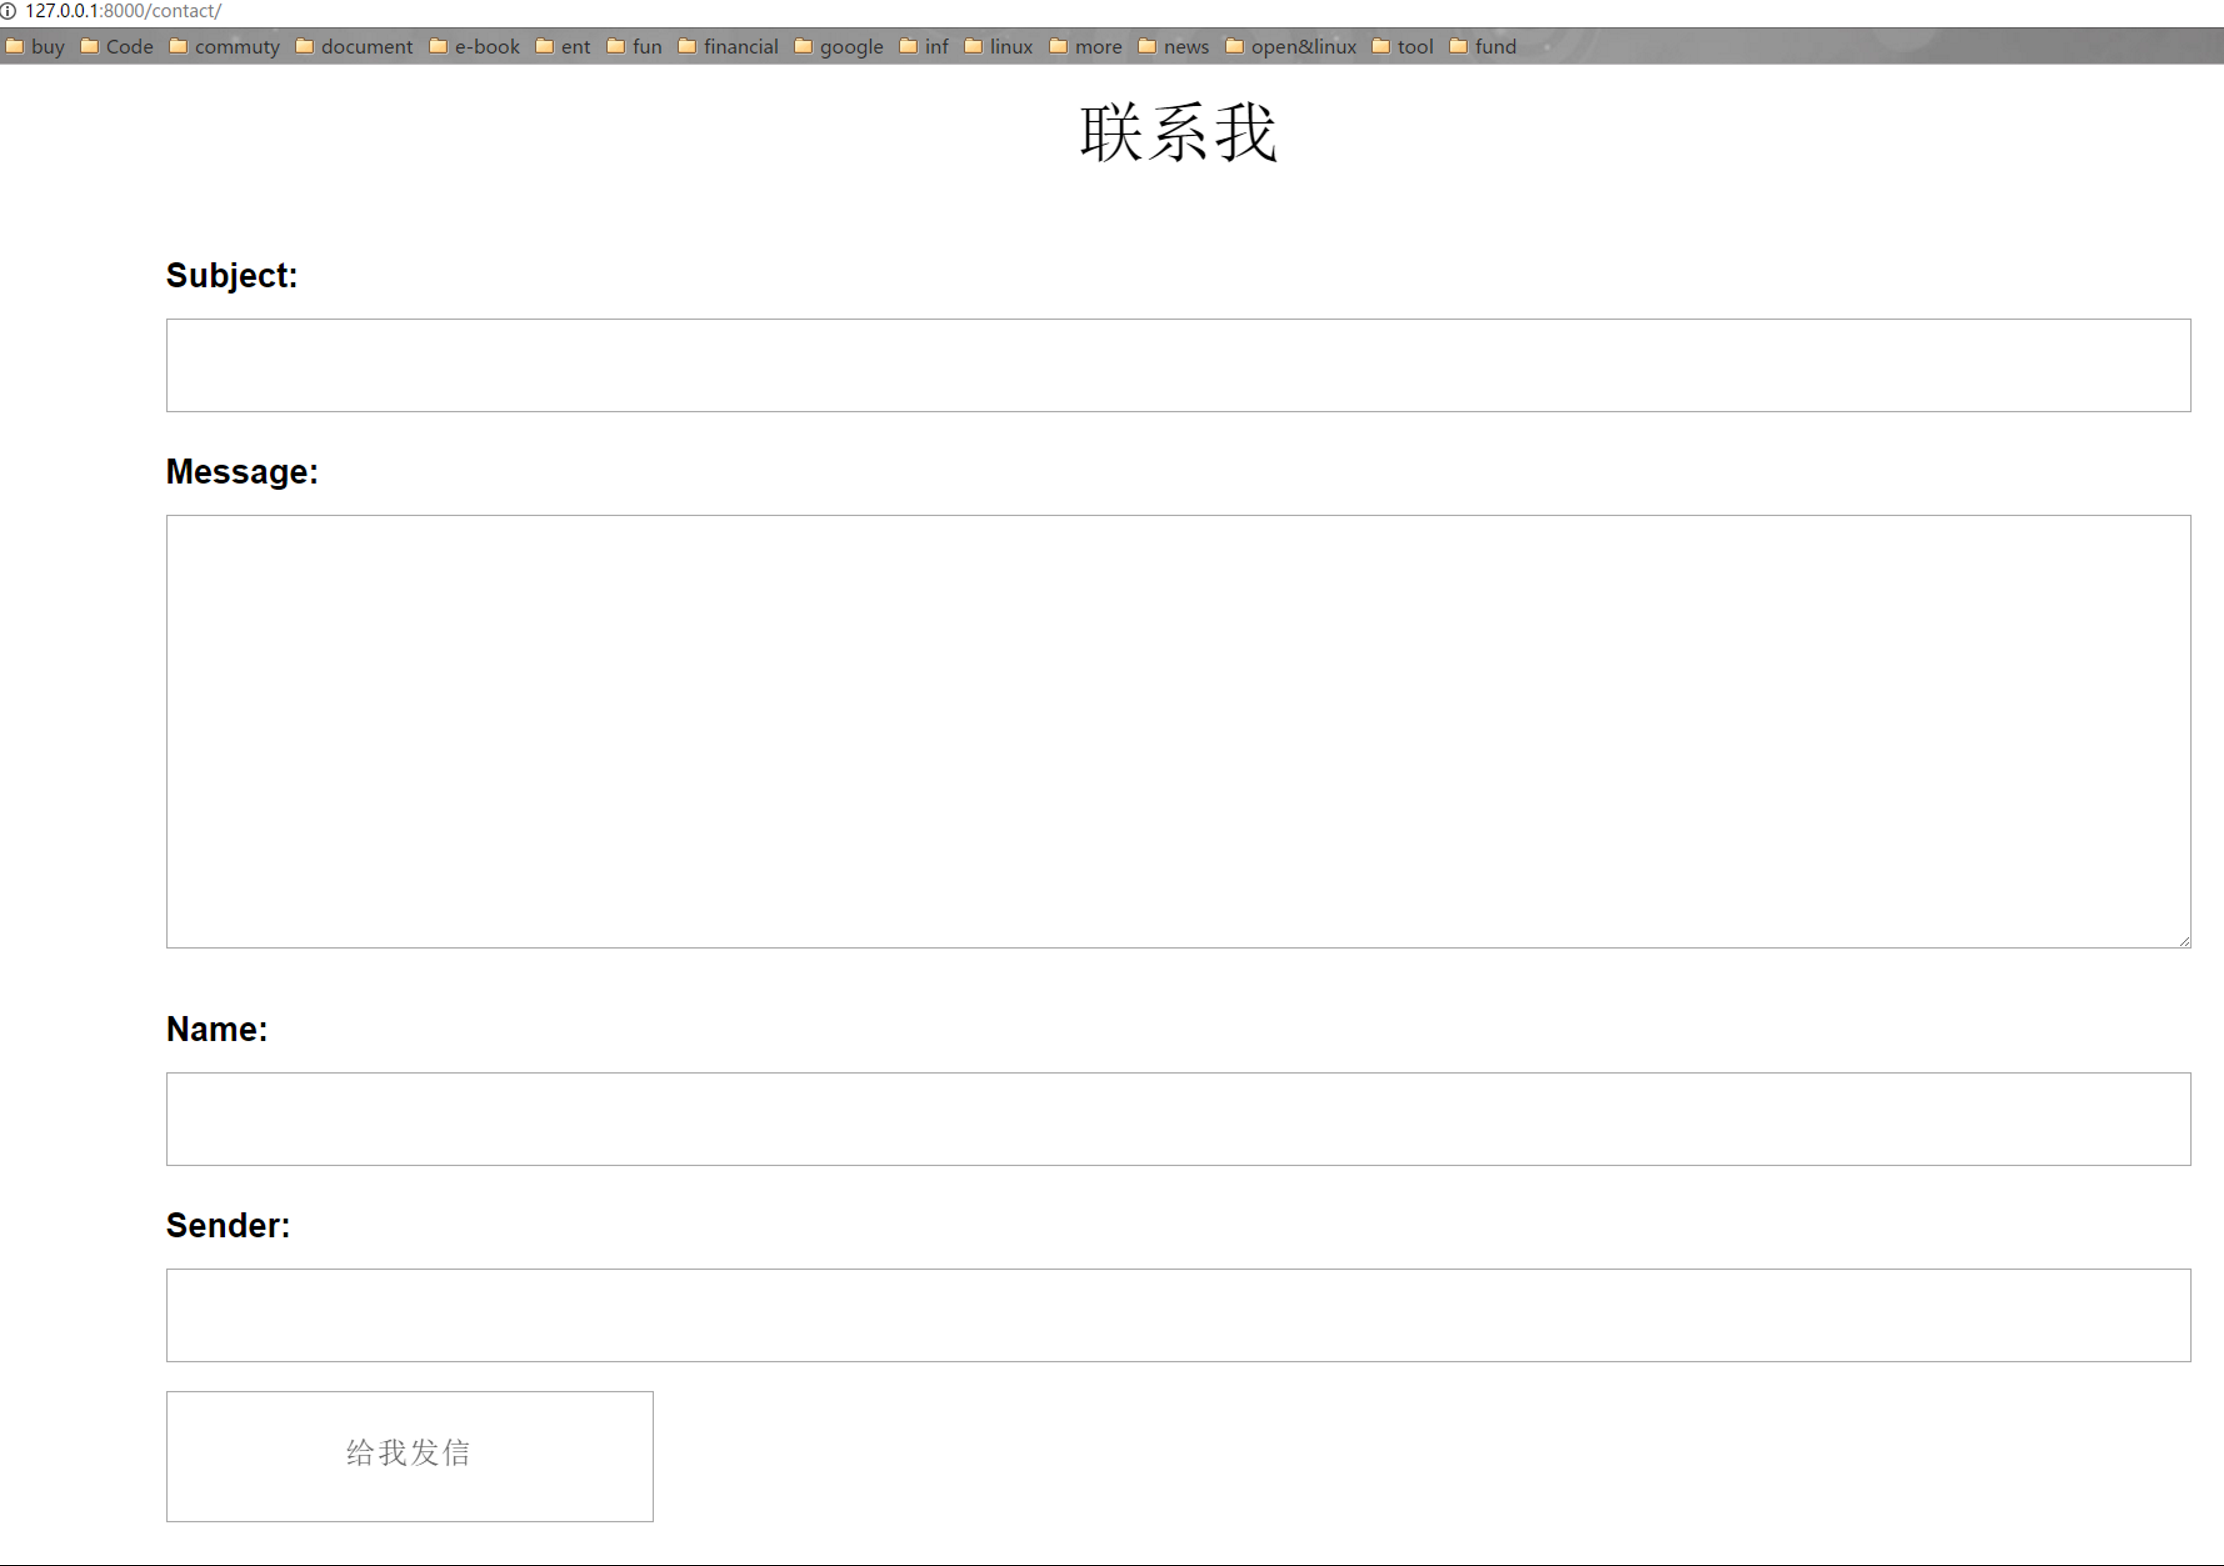 127.0.0.1:8000/contact/
buy Code commuty document e-book ent fun financial google inf linux more news open&linux tool fund
联系我
Subject:
Message:
Name:
Sender:
给我发信